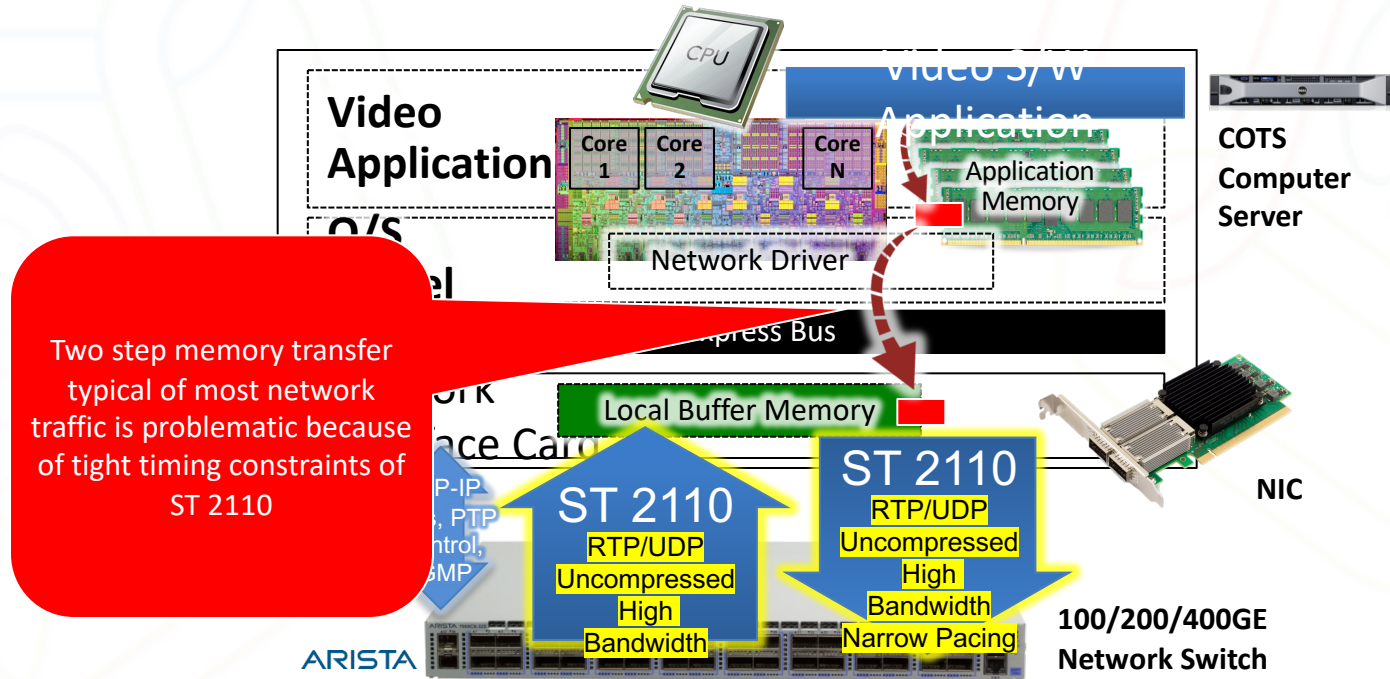 CPU
Video S/W
Application
Video
Application
Core
1
Core
2
Core
N
Application
Memory
COTS
Computer
Server
O/S
Network Driver
Bus
Two step memory transfer
typical of most network
traffic is problematic because
of tight timing constraints of
ST 2110
Local Buffer Memory
NIC
PTP
ST 2110
RTP/UDP
Uncompressed
High
Bandwidth
ST 2110
RTP/UDP
Uncompressed
High
Bandwidth
Narrow Pacing
ARISTA
100/200/400GE
Network Switch